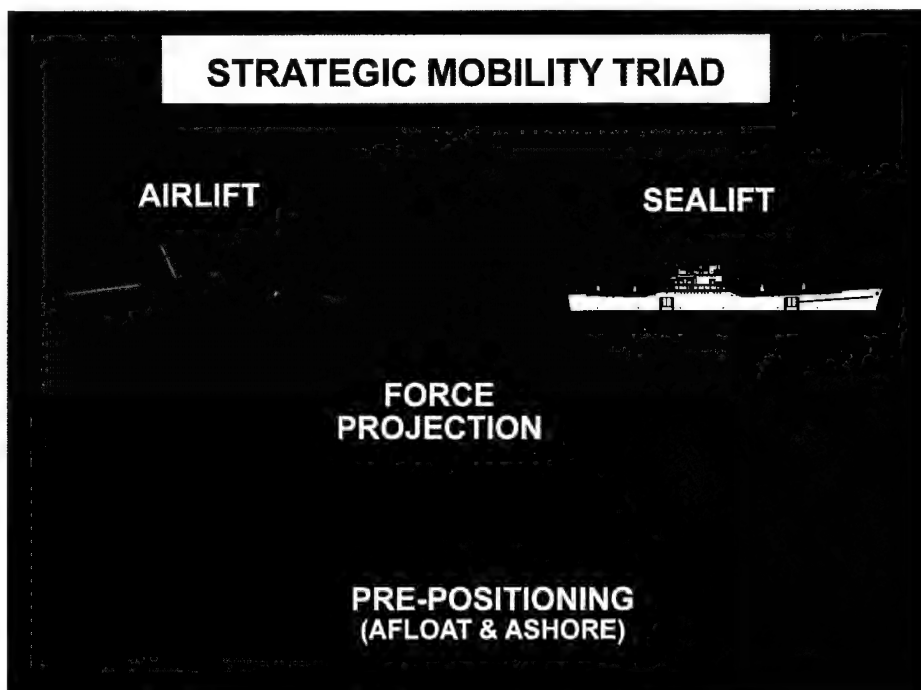 STRATEGIC MOBILITY TRIAD
AIRLIFT
SEALIFT
FORCE
PROJECTION
PRE-POSITIONING
(AFLOAT & ASHORE)